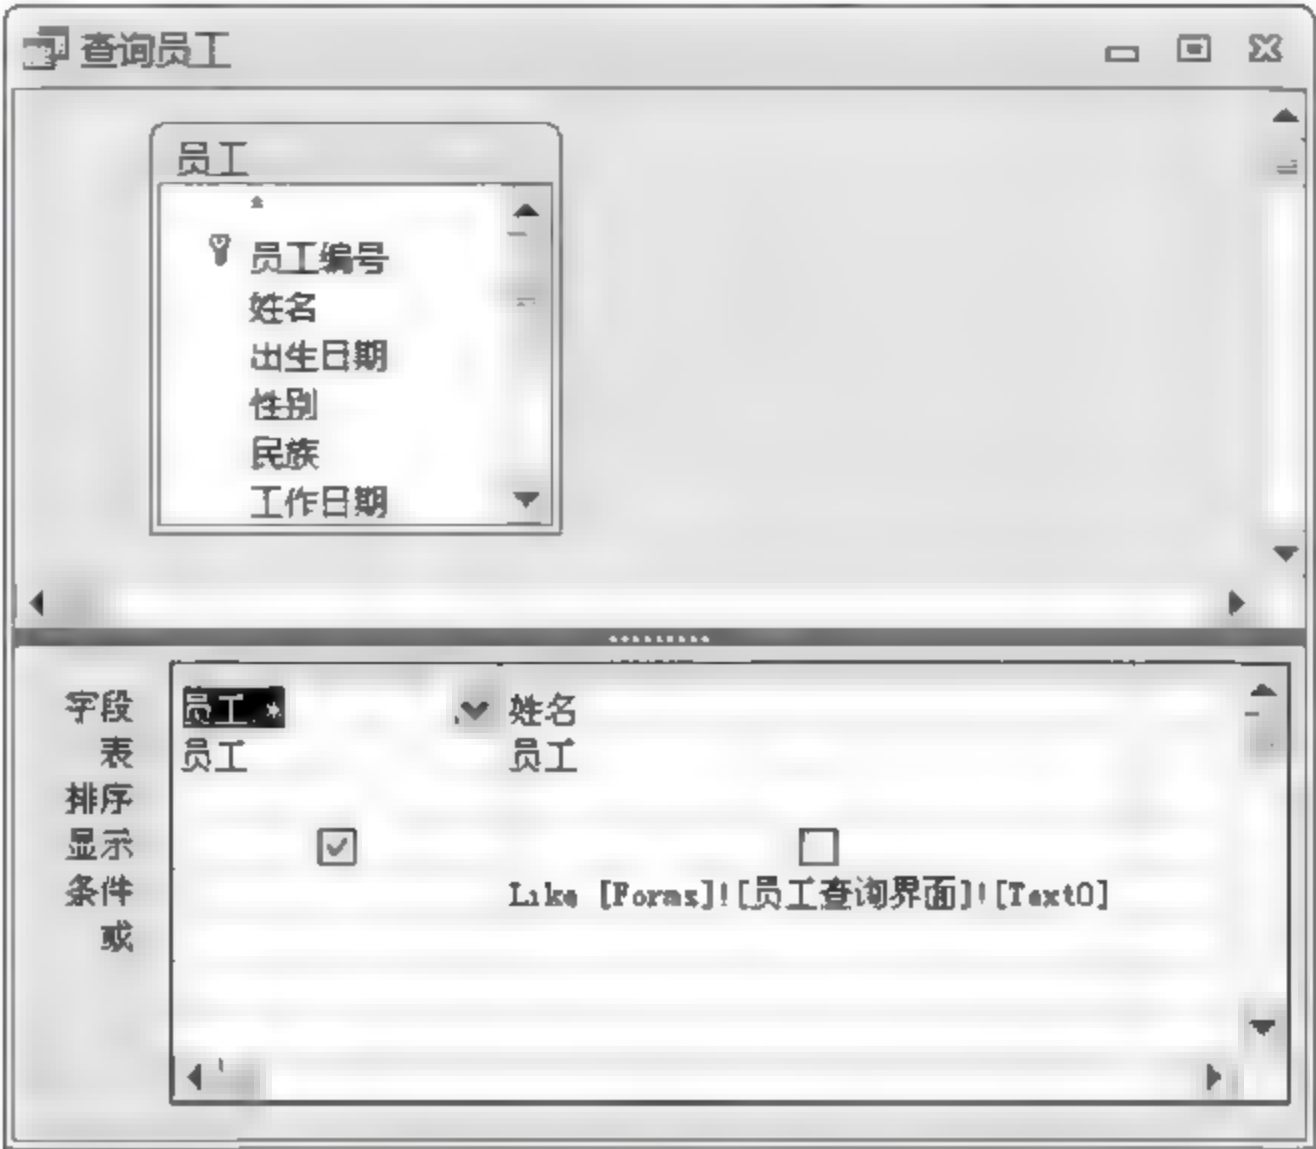 查询员工
员工
*
员工编号
姓名
出生日期
性别
民族
工作日期
字段 员工.* 姓名
表 员工 员工
排序
显示
条件 Like [Forms]![员工查询界面]![Text0]
或